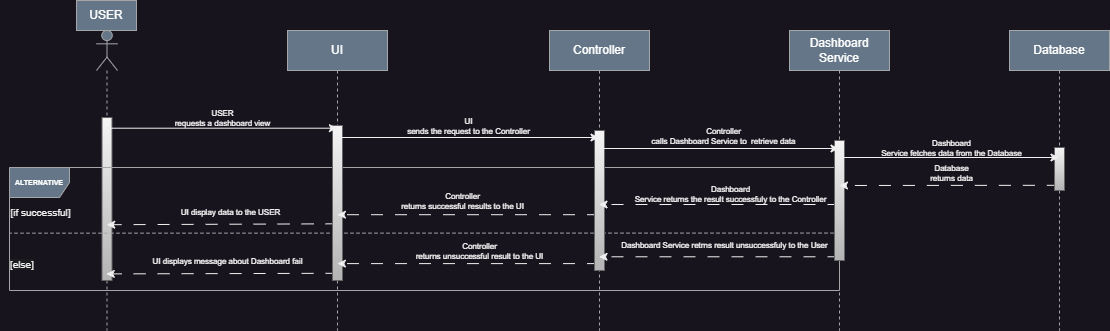 USER
UI
Controller
Dashboard
Service
Database
USER
requests a dashboard view
UI
sends the request to the Controller
Controller
calls Dashboard Service to retrieve data
Dashboard
Service fetches data from the Database
Database
returns data
ALTERNATIVE
[if successful]
Dashboard
Service returns the result successfuly to the Controller
Controller
returns successful results to the UI
UI display data to the USER
[else]
Dashboard Service retrns result unsuccessfuly to the User
Controller
returns unsuccessful result to the UI
UI displays message about Dashboard fail